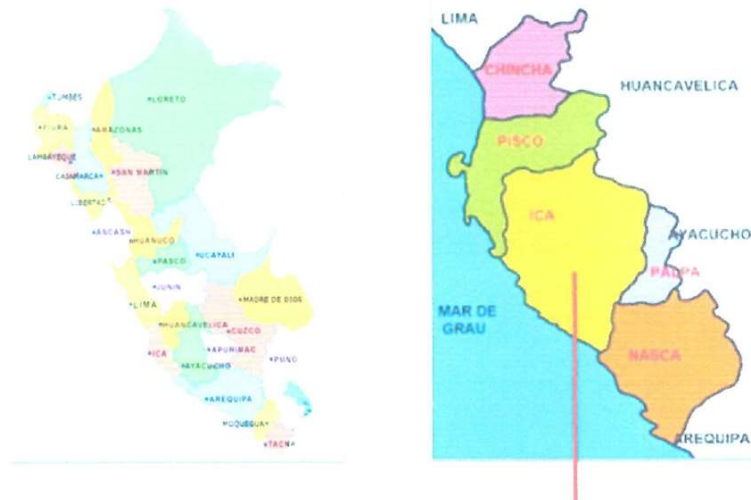 TUMBES
LORETO
PIURA
AMAZONAS
LAMBAYEQUE
CAJAMARCA
SAN MARTÍN
LIBERTAD
ANCASH
HUANUCO
UCAYALI
PASCO
JUNIN
LIMA
MADRE DE DIOS
HUANCAVELICA
CUZCO
ICA
APURIMAC
PUNO
AYACUCHO
AREQUIPA
MOQUEGUA
TACNA
LIMA
CHINCHA
HUANCAVELICA
PISCO
ICA
AYACUCHO
PALPA
MAR DE
GRAU
NASCA
AREQUIPA